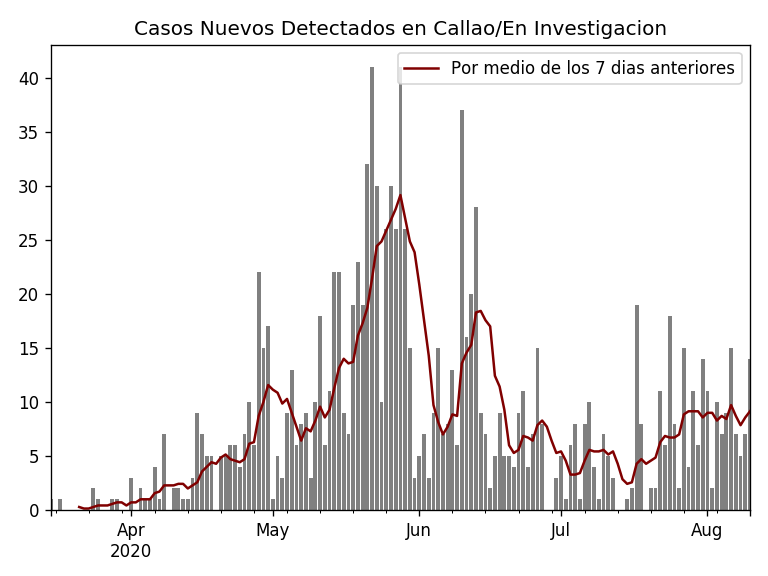 Casos Nuevos Detectados en Callao/En Investigacion
Por medio de los 7 dias anteriores
40
35
30
25
20
15
10
5
0
Apr
2020
May
Jun
Jul
Aug